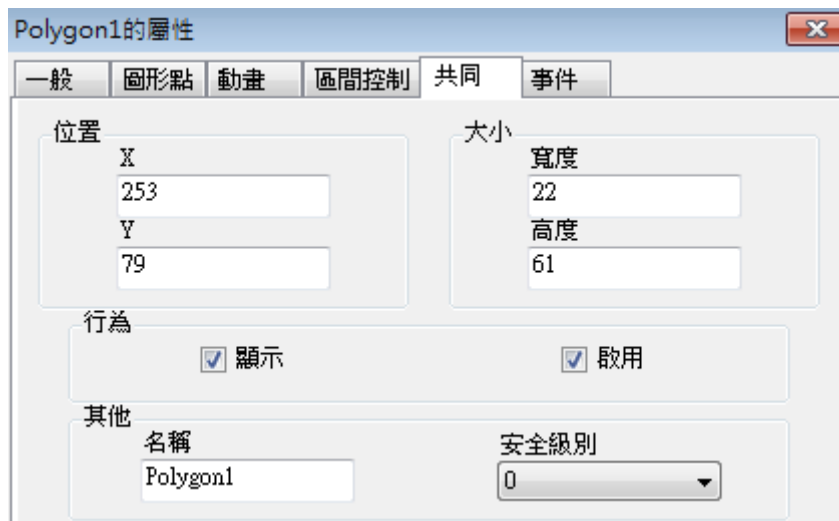 Polygon1的屬性
一般 圖形點 動畫 區間控制 共同 事件
位置 大小
X 寬度
253 22
Y 高度
79 61
行為
顯示 啟用
其他
名稱 安全級別
Polygon1 0